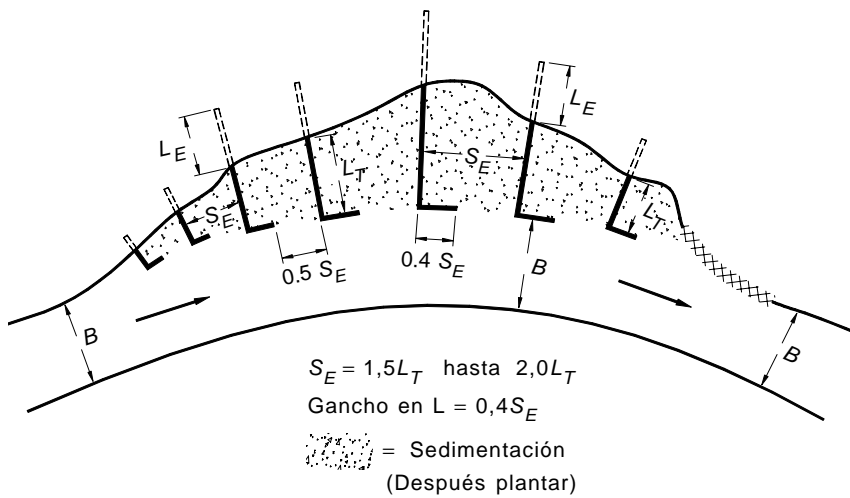 L_E
L_E
L_T
S_E
S_E
L_T
0.5 S_E
0.4 S_E
B
B
B
S_E = 1,5L_T hasta 2,0L_T
Gancho en L = 0,4S_E
= Sedimentación
(Después plantar)